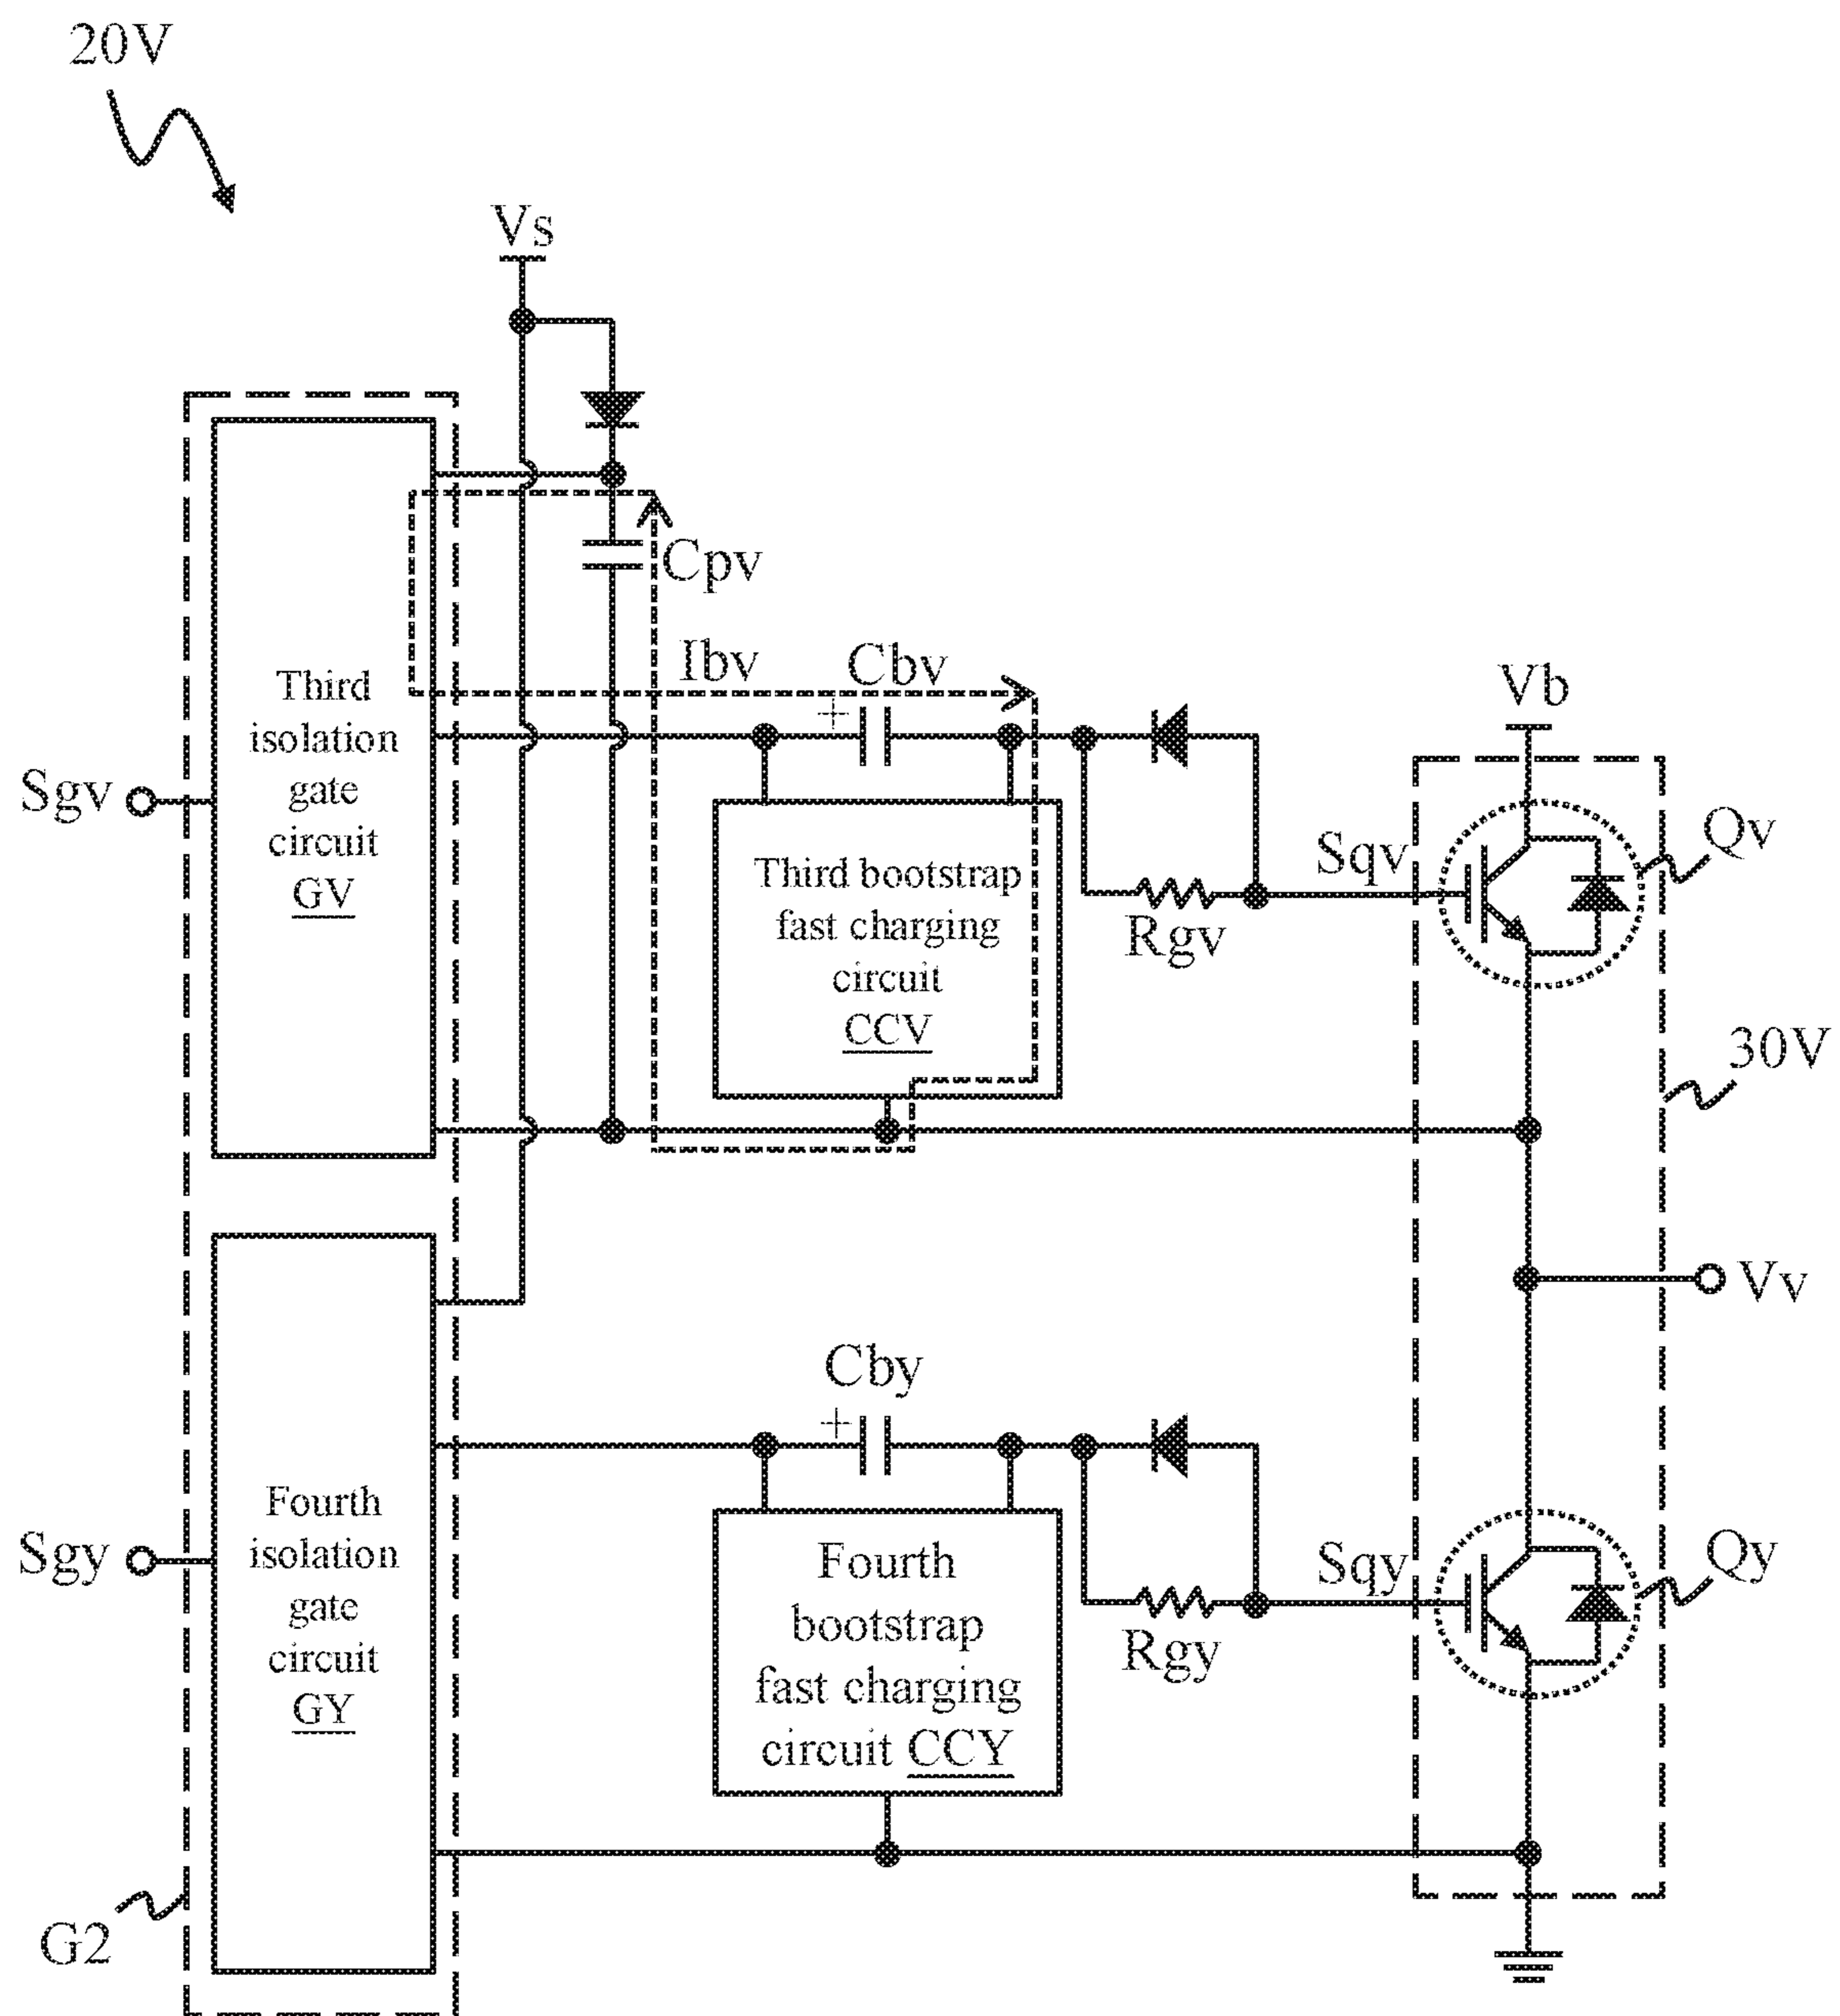 20V
Vs
Cpv
Ibv
Cbv
+
Vb
Third
isolation
gate
circuit
GV
Sgv
Third bootstrap
fast charging
circuit
CCV
Rgv
Sqv
Qv
30V
Vv
Cby
+
Fourth
isolation
gate
circuit
GY
Sgy
Fourth
bootstrap
fast charging
circuit CCY
Rgy
Sqy
Qy
G2